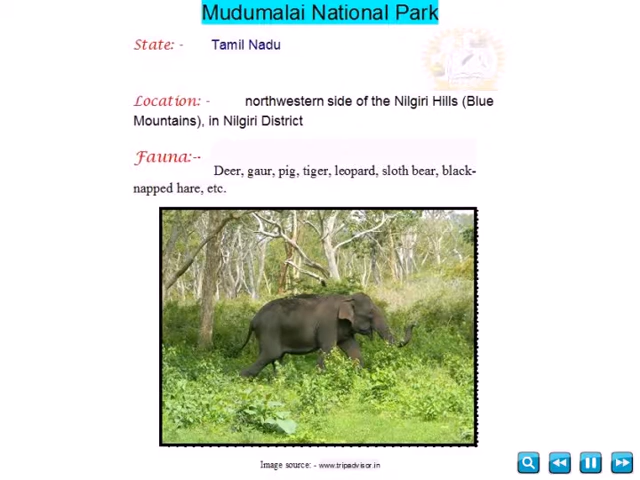 Mudumalai National Park
State: - Tamil Nadu
Location: - northwestern side of the Nilgiri Hills (Blue
Mountains), in Nilgiri District
Fauna:--
Deer, gaur, pig, tiger, leopard, sloth bear, black-
napped hare, etc.
Image source: - www.tripadvisor.in